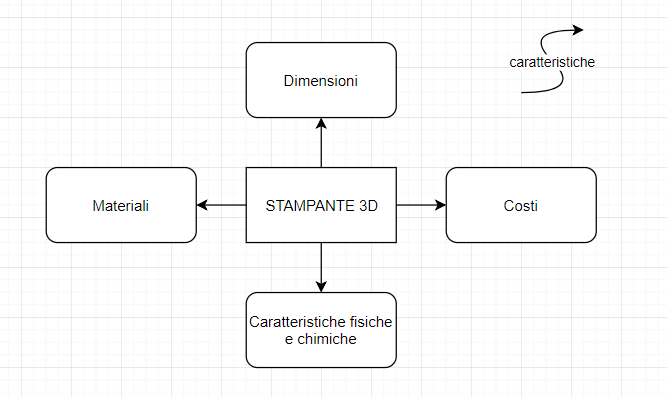 caratteristiche
Dimensioni
Materiali
STAMPANTE 3D
Costi
Caratteristiche fisiche
e chimiche